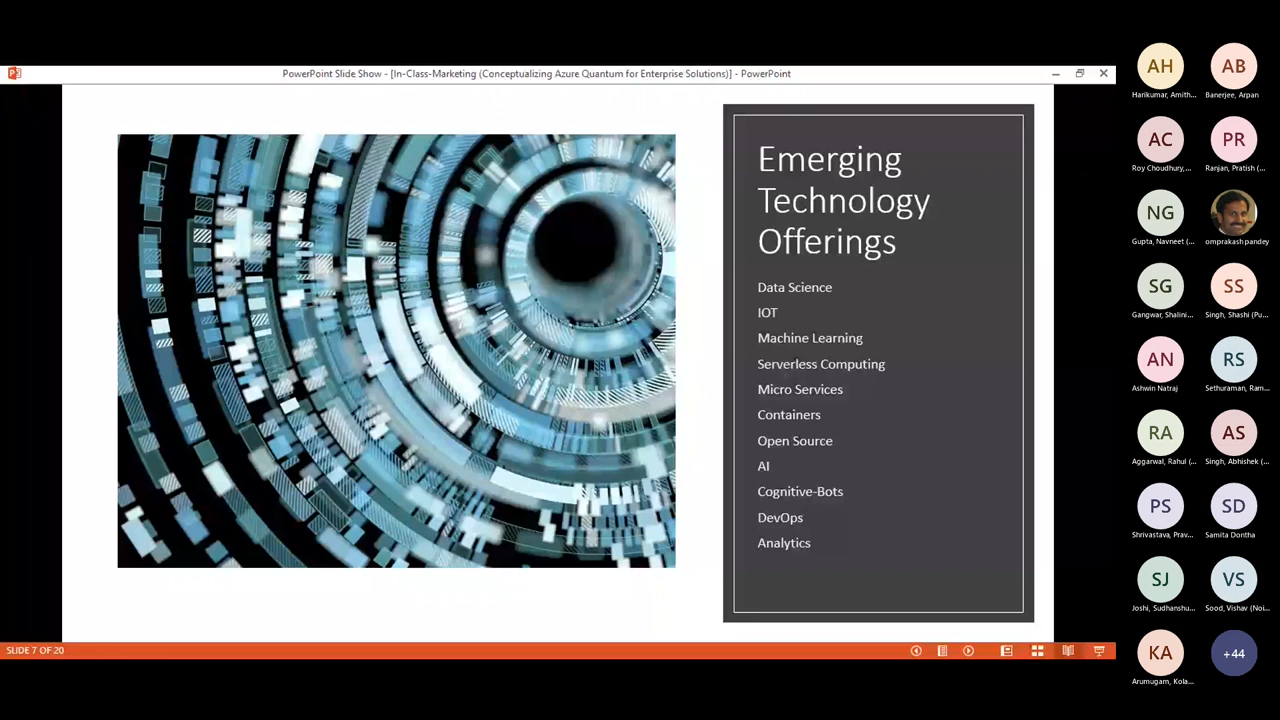 PowerPoint Slide Show - [In-Class-Marketing (Conceptualizing Azure Quantum for Enterprise Solutions)] - PowerPoint
Emerging
Technology
Offerings
Data Science
IOT
Machine Learning
Serverless Computing
Micro Services
Containers
Open Source
AI
Cognitive-Bots
DevOps
Analytics
SLIDE 7 OF 20
AH
Harikumar, Amith...
AB
Banerjee, Arpan
AC
Roy Choudhury,...
PR
Ranjan, Pratish (...
NG
Gupta, Navneet (...
omprakash pandey
SG
Gangwar, Shalini...
SS
Singh, Shashi (Pu...
AN
Ashwin Natraj
RS
Sethuraman, Ram...
RA
Aggarwal, Rahul (...
AS
Singh, Abhishek (...
PS
Shrivastava, Prav...
SD
Samita Dontha
SJ
Joshi, Sudhanshu...
VS
Sood, Vishav (Noi...
KA
Arumugam, Kola...
+44